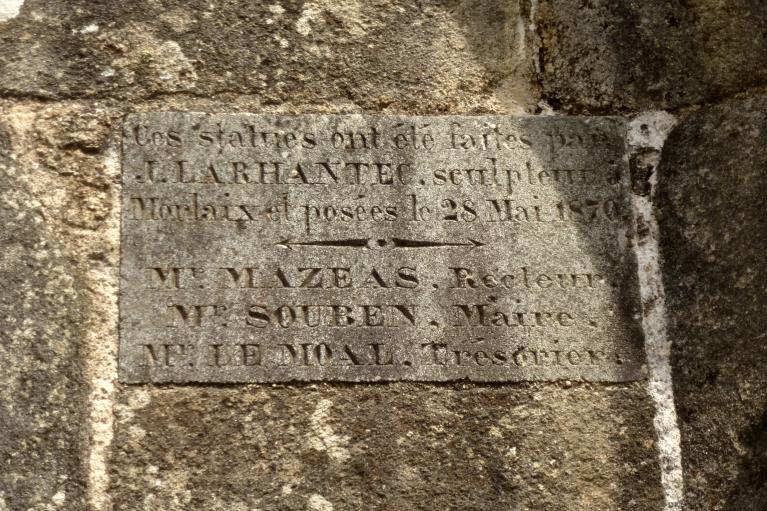 Ces statues ont été faites par
J. LARHANTEC, sculpteur à
Morlaix et posées le 28 Mai 1870.
Mr. MAZEAS, Recteur.
Mr. SOUBEN, Maire.
Mr. LE MOAL, Trésorier.